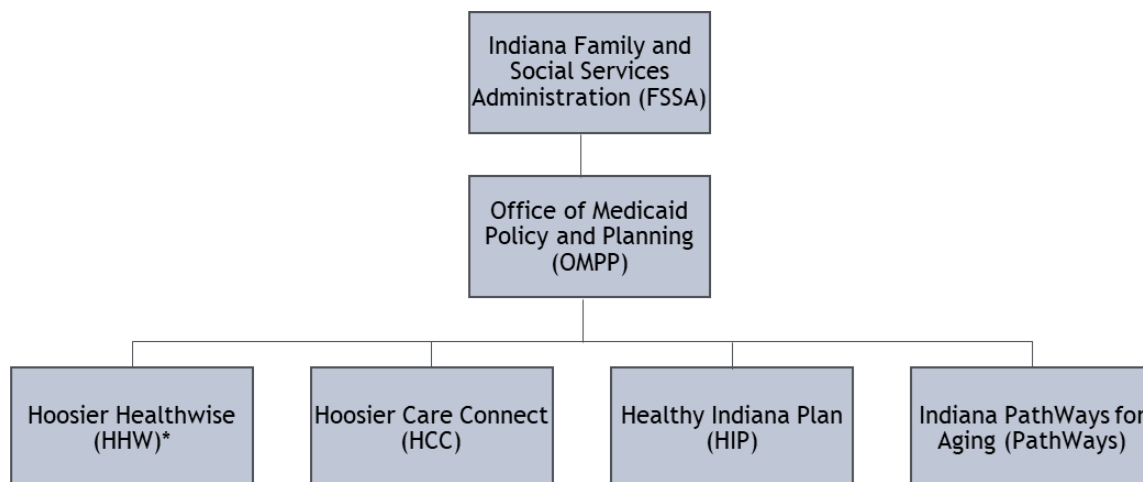 Indiana Family and
Social Services
Administration (FSSA)
Office of Medicaid
Policy and Planning
(OMPP)
Hoosier Healthwise
(HHW)*
Hoosier Care Connect
(HCC)
Healthy Indiana Plan
(HIP)
Indiana PathWays for
Aging (PathWays)